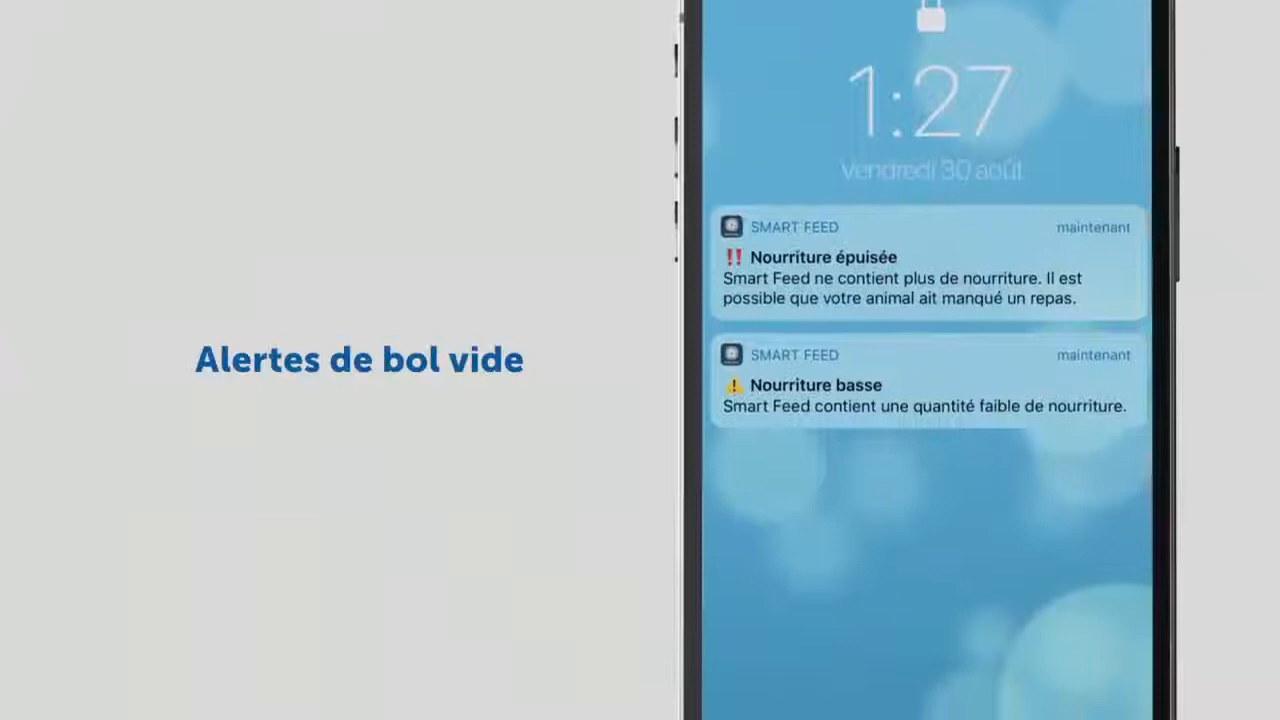 Alertes de bol vide
1:27
Vendredi 30 août
SMART FEED maintenant
‼️ Nourriture épuisée
Smart Feed ne contient plus de nourriture. Il est
possible que votre animal ait manqué un repas.
SMART FEED maintenant
⚠️ Nourriture basse
Smart Feed contient une quantité faible de nourriture.